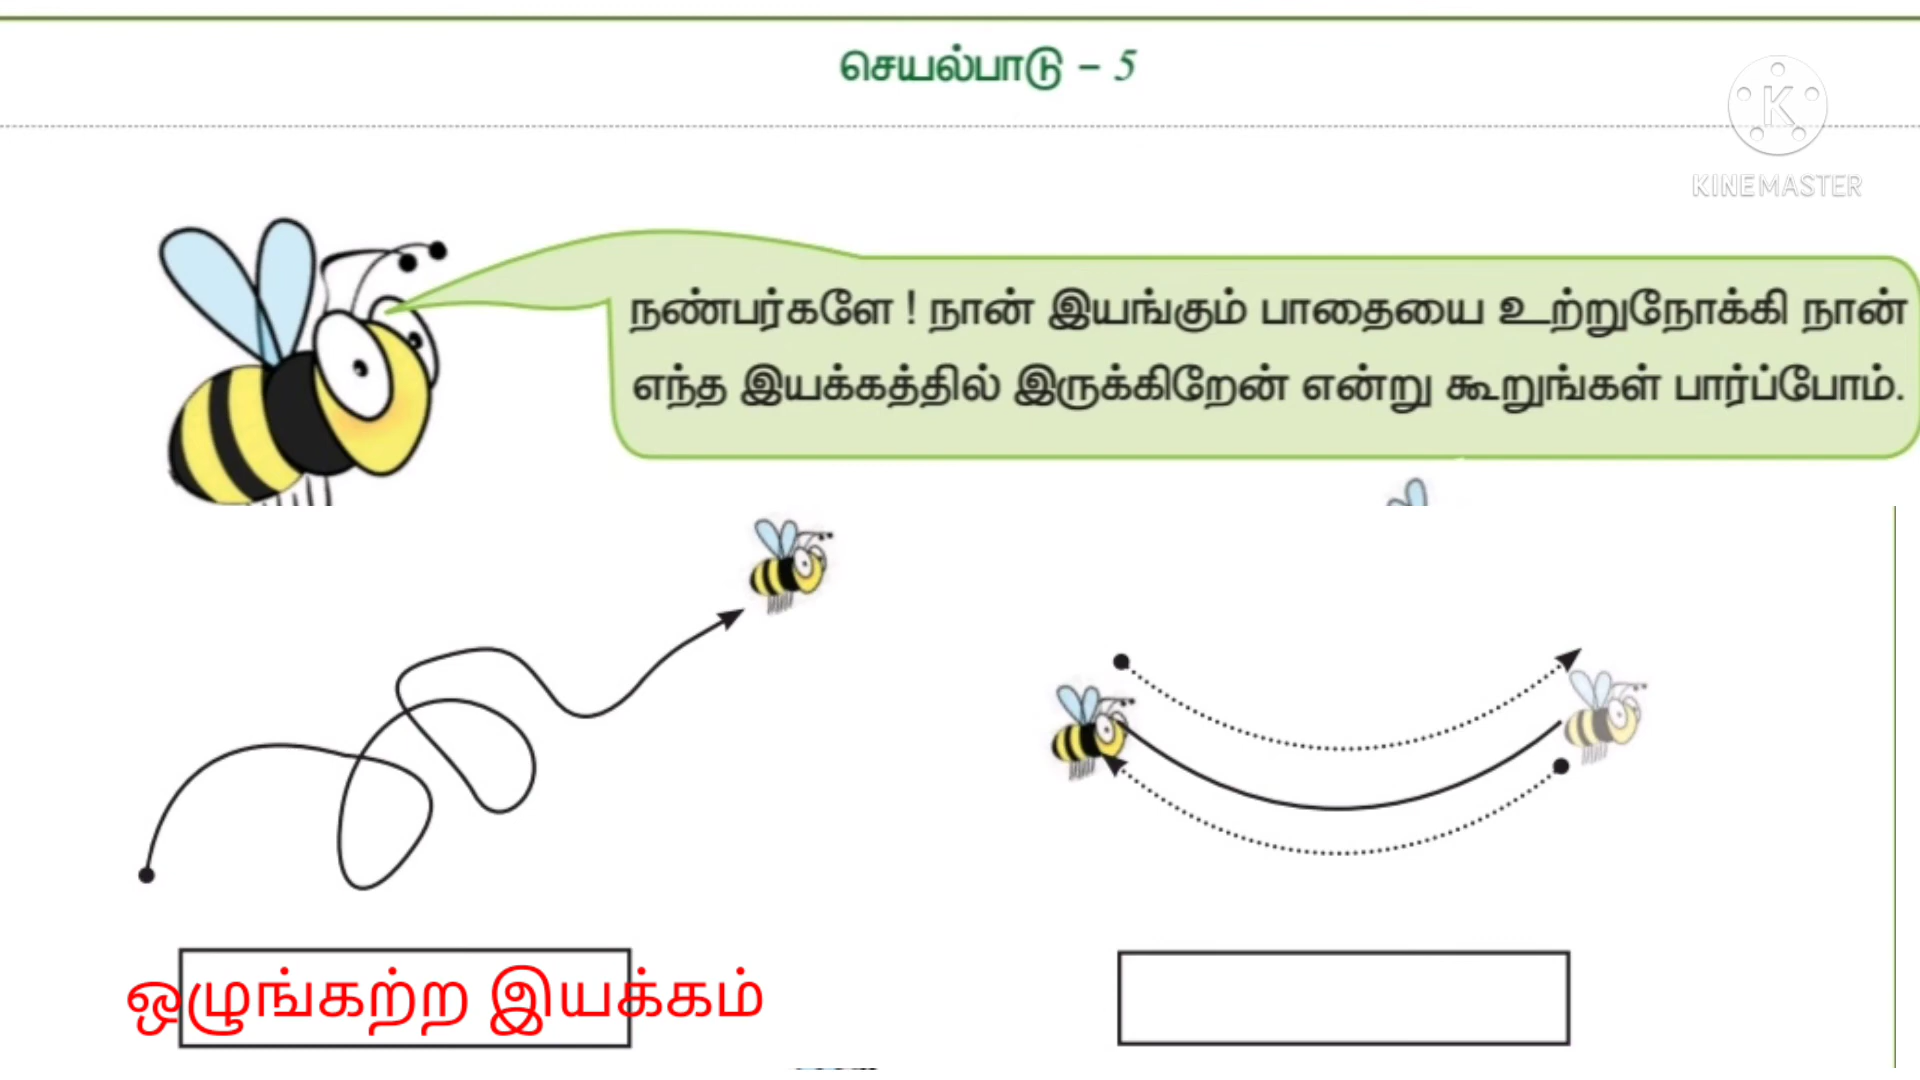 செயல்பாடு – 5
KINEMASTER
நண்பர்களே ! நான் இயங்கும் பாதையை உற்றுநோக்கி நான்
எந்த இயக்கத்தில் இருக்கிறேன் என்று கூறுங்கள் பார்ப்போம்.
ஒழுங்கற்ற இயக்கம்